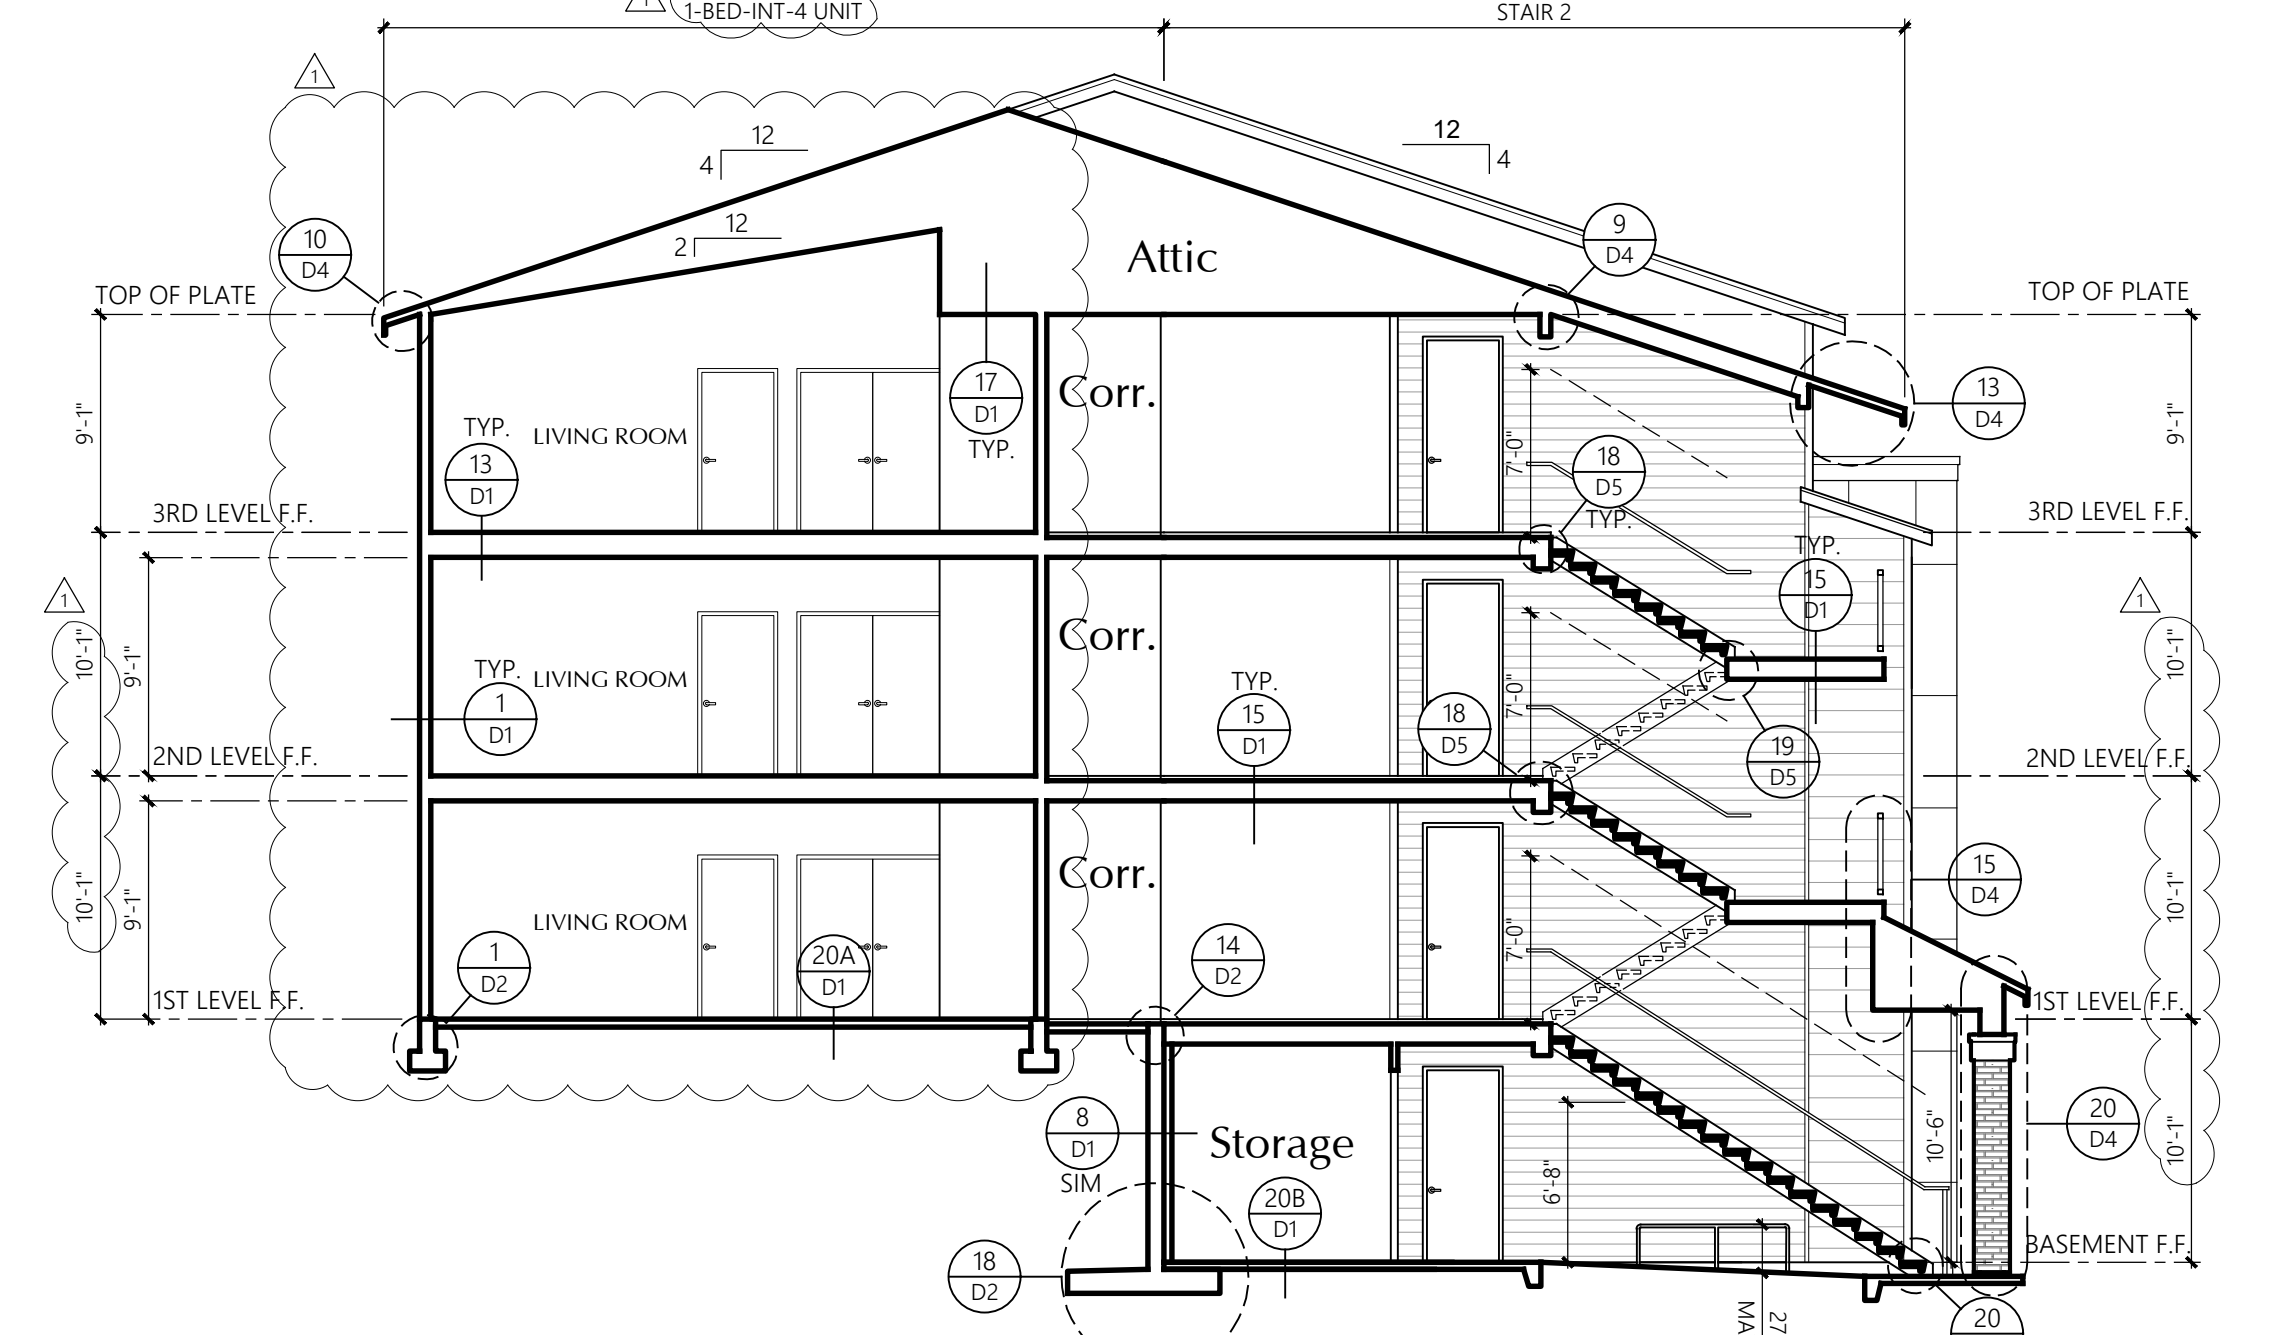 1
1-BED-INT-4 UNIT
STAIR 2
1
12
4
12
4
10
D4
12
2
Attic
9
D4
TOP OF PLATE
TOP OF PLATE
9'-1"
17
D1
TYP.
Corr.
13
D4
9'-1"
TYP.
13
D1
LIVING ROOM
7'-0"
18
D5
TYP.
3RD LEVEL F.F.
3RD LEVEL F.F.
TYP.
15
D1
1
1
10'-1"
9'-1"
TYP.
1
D1
LIVING ROOM
Corr.
TYP.
15
D1
18
D5
7'-0"
19
D5
10'-1"
2ND LEVEL F.F.
2ND LEVEL F.F.
10'-1"
9'-1"
LIVING ROOM
Corr.
15
D4
10'-1"
1
D2
20A
D1
14
D2
7'-0"
1ST LEVEL F.F.
1ST LEVEL F.F.
8
D1
SIM
Storage
6'-8"
10'-6"
20
D4
10'-1"
20B
D1
18
D2
BASEMENT F.F.
27
MA
20